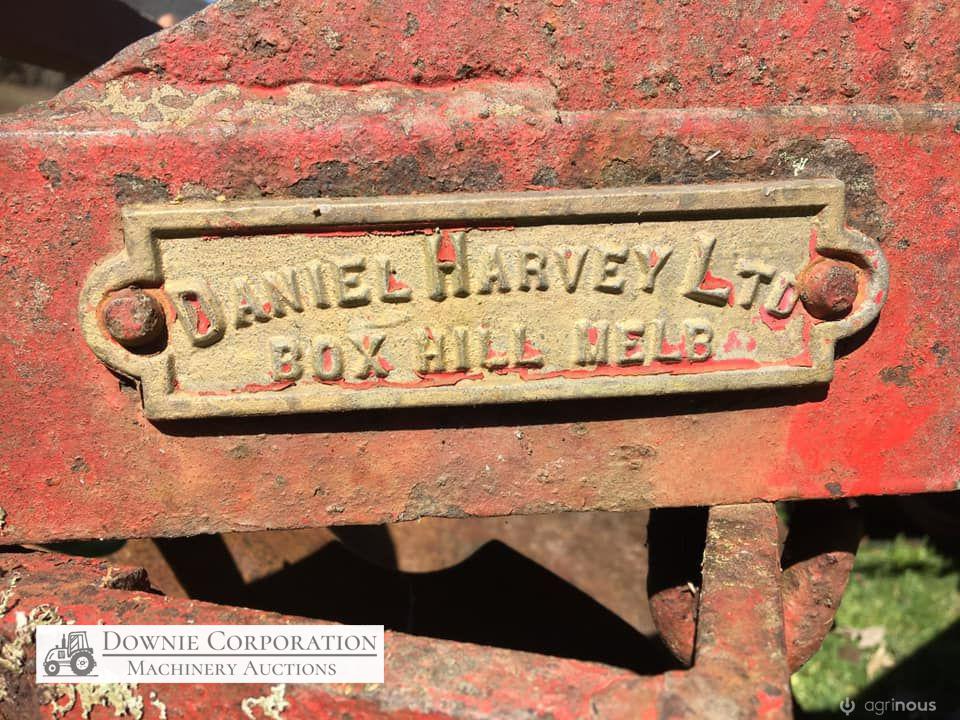 DANIEL HARVEY LTD
BOX HILL MELB
DOWNIE CORPORATION
MACHINERY AUCTIONS
agrinous